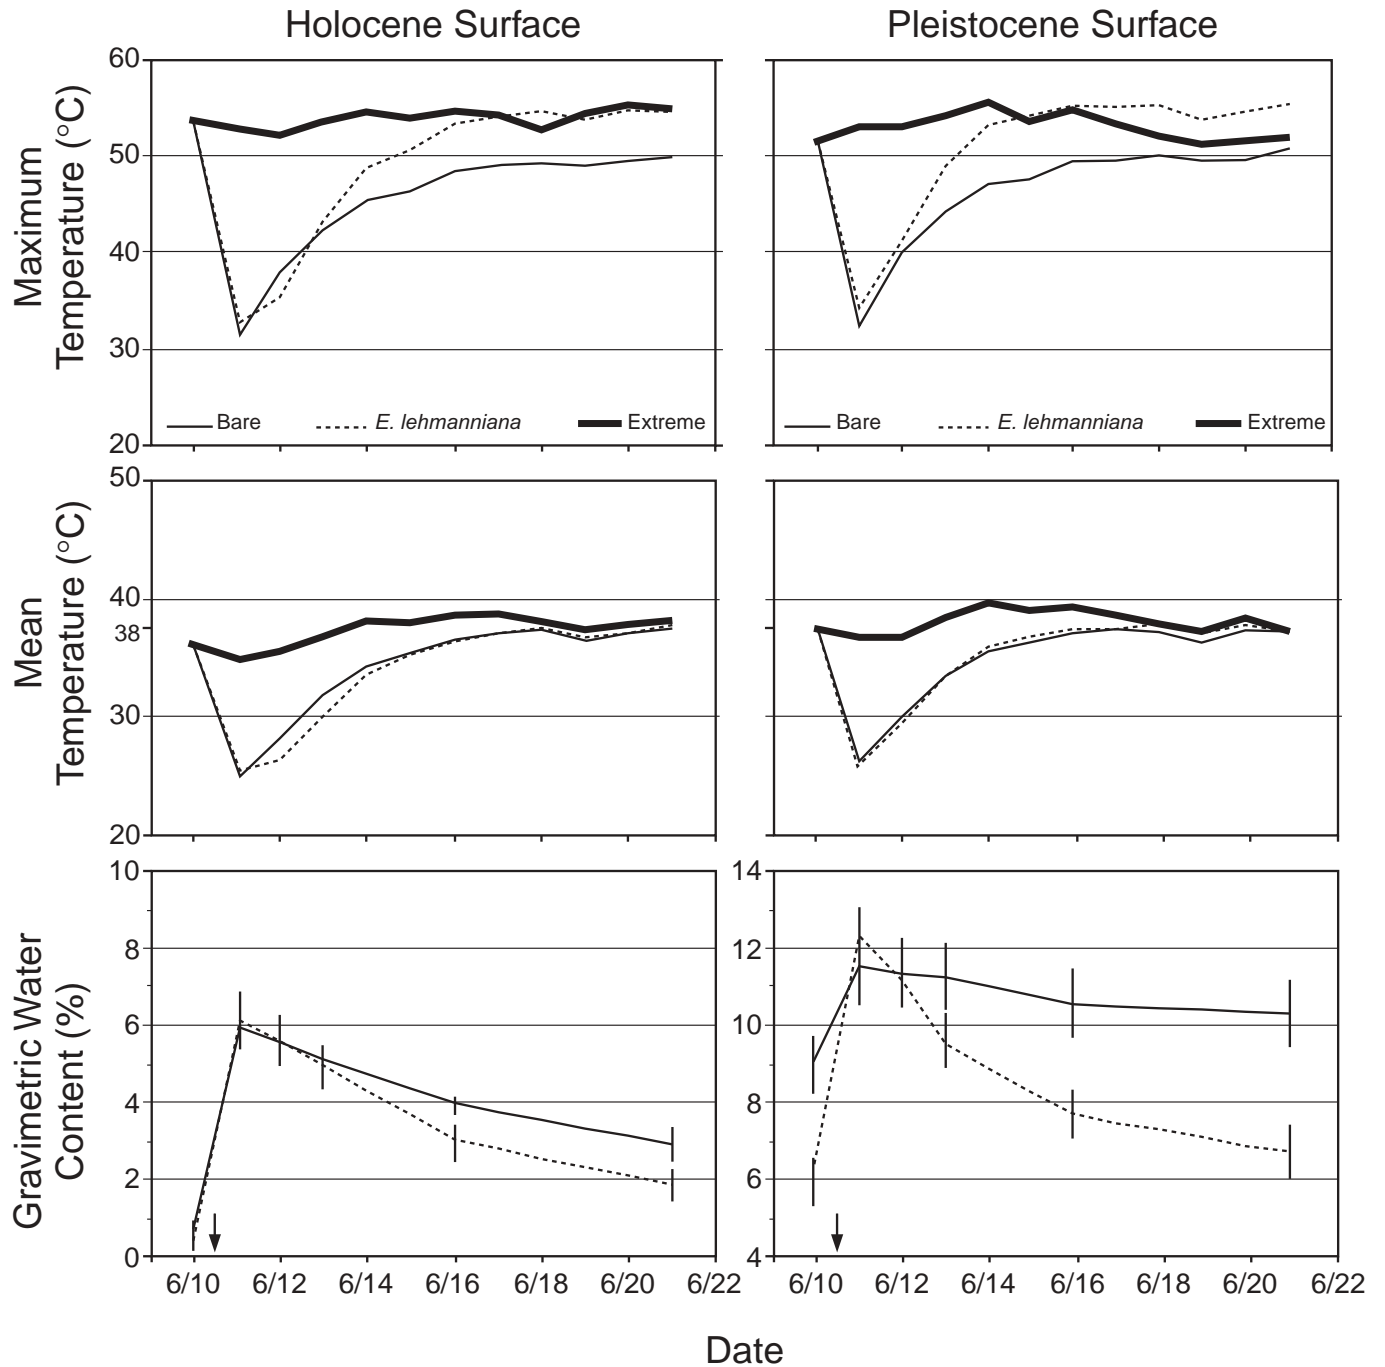 Holocene Surface
Pleistocene Surface
Maximum
Temperature (°C)
60
50
40
30
20
Bare
E. lehmanniana
Extreme
Bare
E. lehmanniana
Extreme
Mean
Temperature (°C)
50
40
38
30
20
Gravimetric Water
Content (%)
10
8
6
4
2
0
14
12
10
8
6
4
6/10 6/12 6/14 6/16 6/18 6/20 6/22
6/10 6/12 6/14 6/16 6/18 6/20 6/22
Date